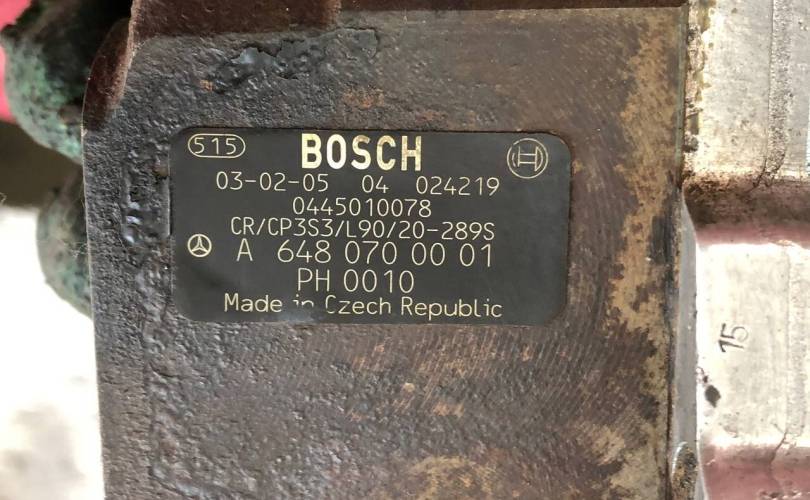 515 BOSCH
03-02-05 04 024219
0445010078
CR/CP3S3/L90/20-289S
A 648 070 00 01
PH 0010
Made in Czech Republic
15